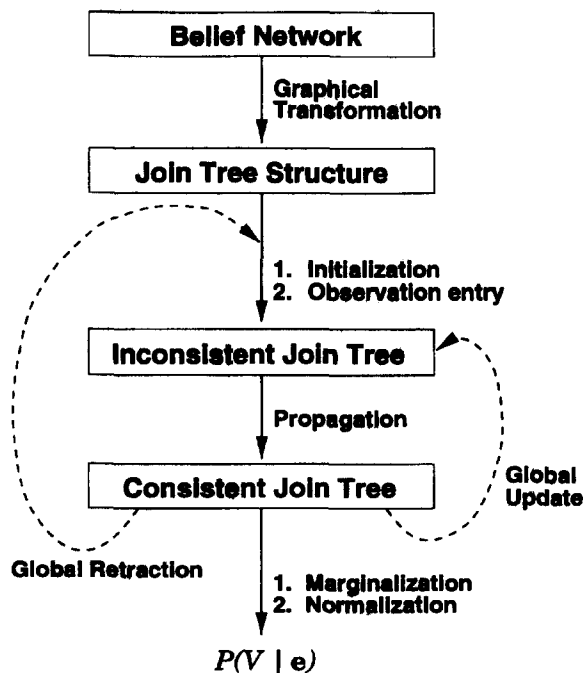 Belief Network
Graphical
Transformation
Join Tree Structure
1. Initialization
2. Observation entry
Inconsistent Join Tree
Propagation
Consistent Join Tree
Global
Update
Global Retraction
1. Marginalization
2. Normalization
P(V | e)